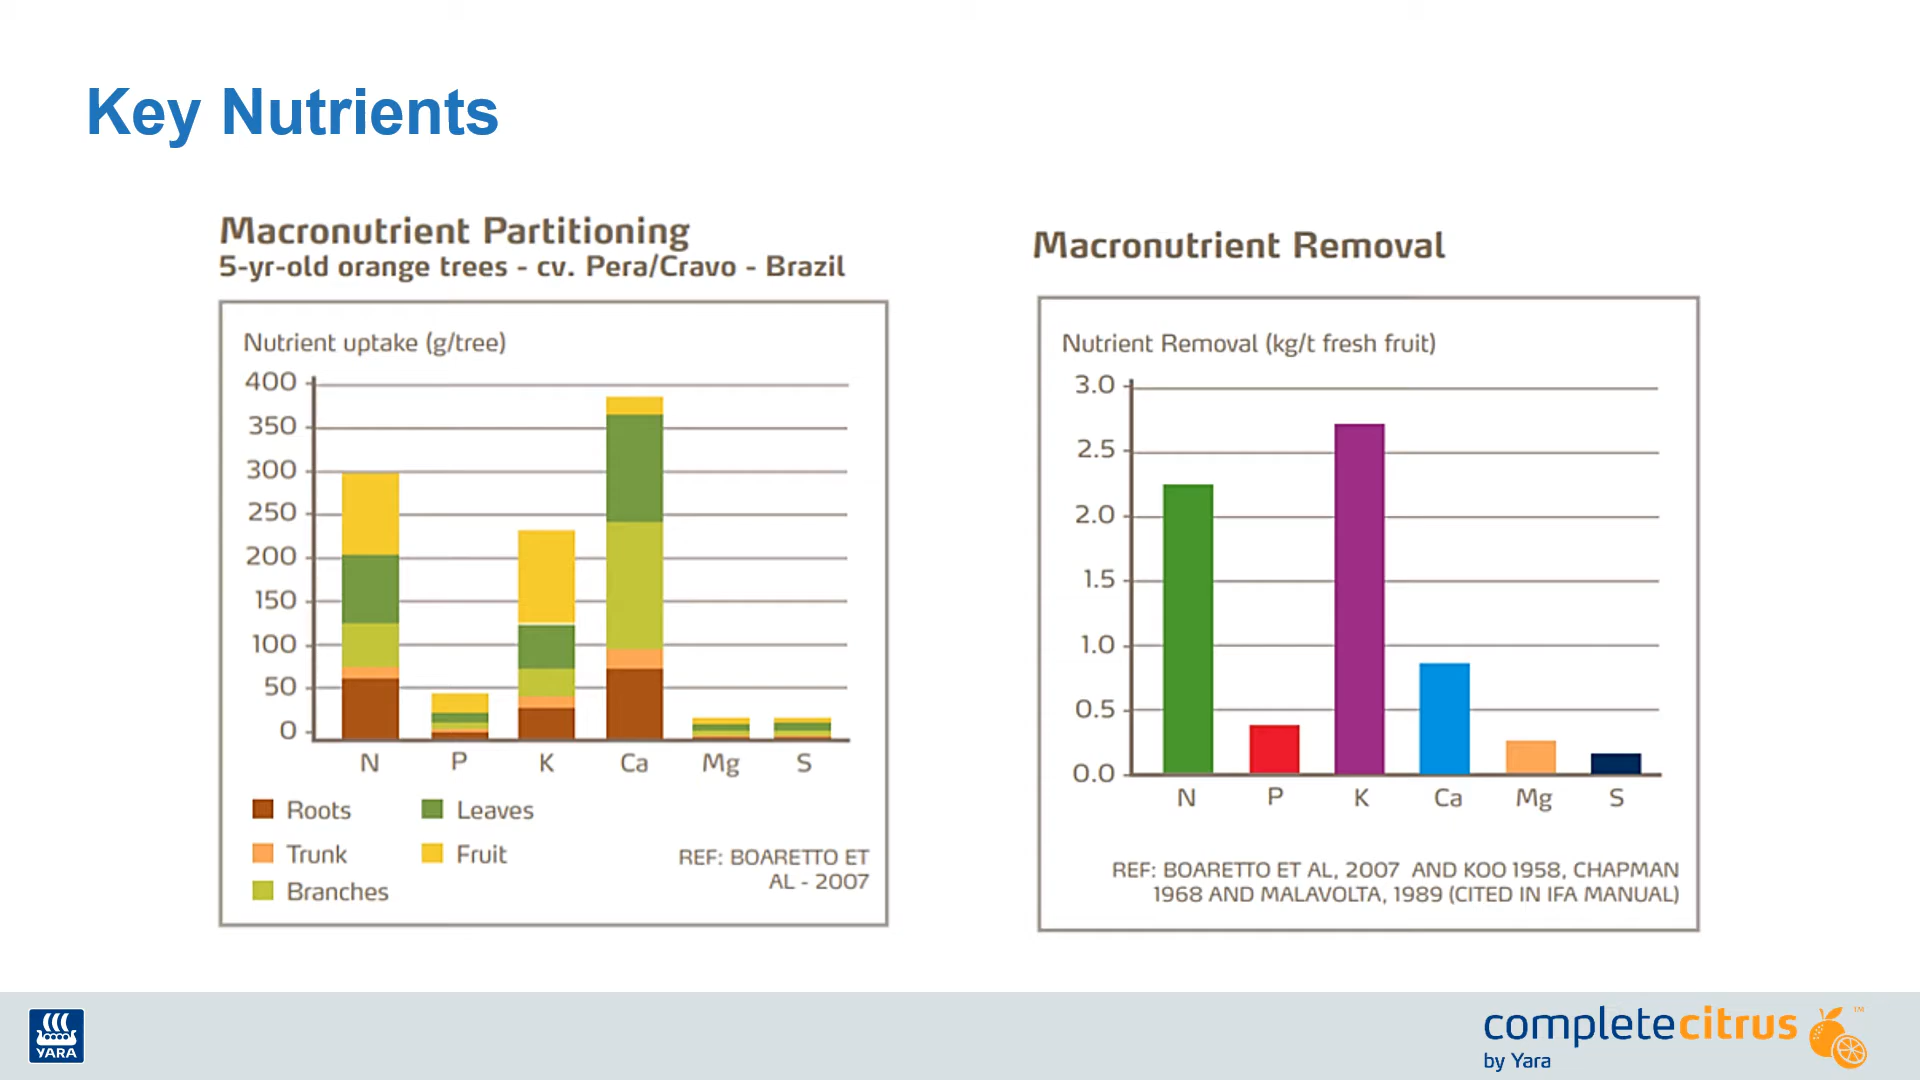 Key Nutrients
Macronutrient Partitioning
5-yr-old orange trees - cv. Pera/Cravo - Brazil
Nutrient uptake (g/tree)
400
350
300
250
200
150
100
50
0
N P K Ca Mg S
Roots Leaves
Trunk Fruit
Branches
REF: BOARETTO ET
AL - 2007
Macronutrient Removal
Nutrient Removal (kg/t fresh fruit)
3.0
2.5
2.0
1.5
1.0
0.5
0.0
N P K Ca Mg S
REF: BOARETTO ET AL, 2007 AND KOO 1958, CHAPMAN
1968 AND MALAVOLTA, 1989 (CITED IN IFA MANUAL)
YARA
completecitrus™
by Yara